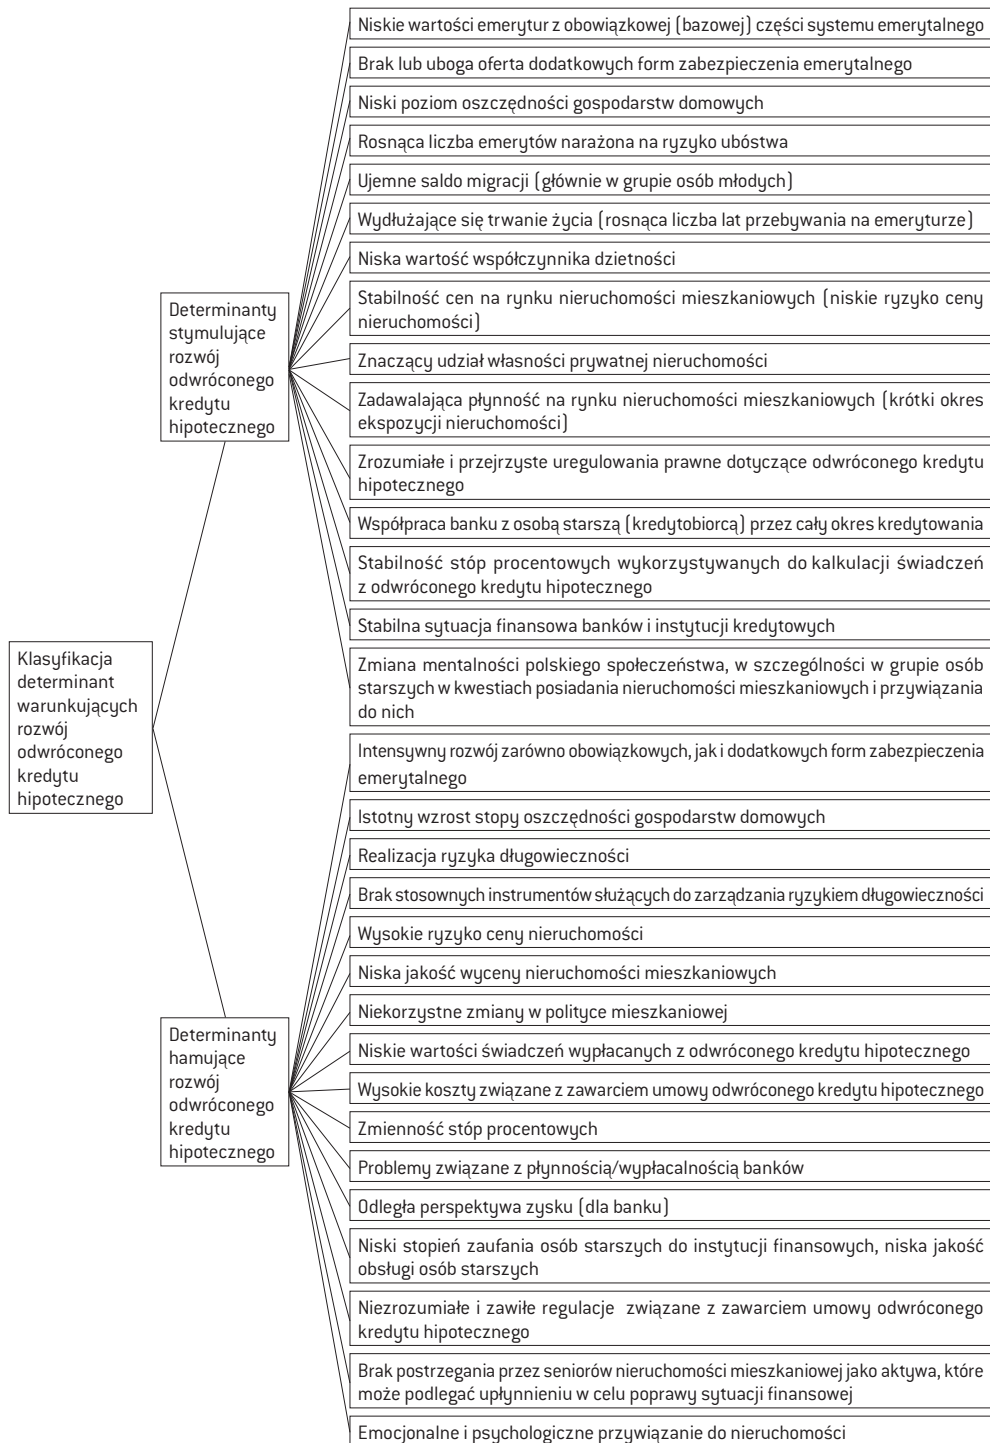 Klasyfikacja
determinant
warunkujących
rozwój
odwróconego
kredytu
hipotecznego
Determinanty
stymulujące
rozwój
odwróconego
kredytu
hipotecznego
Niskie wartości emerytur z obowiązkowej (bazowej) części systemu emerytalnego
Brak lub uboga oferta dodatkowych form zabezpieczenia emerytalnego
Niski poziom oszczędności gospodarstw domowych
Rosnąca liczba emerytów narażona na ryzyko ubóstwa
Ujemne saldo migracji (głównie w grupie osób młodych)
Wydłużające się trwanie życia (rosnąca liczba lat przebywania na emeryturze)
Niska wartość współczynnika dzietności
Stabilność cen na rynku nieruchomości mieszkaniowych (niskie ryzyko ceny
nieruchomości)
Znaczący udział własności prywatnej nieruchomości
Zadawalająca płynność na rynku nieruchomości mieszkaniowych (krótki okres
ekspozycji nieruchomości)
Zrozumiałe i przejrzyste uregulowania prawne dotyczące odwróconego kredytu
hipotecznego
Współpraca banku z osobą starszą (kredytobiorcą) przez cały okres kredytowania
Stabilność stóp procentowych wykorzystywanych do kalkulacji świadczeń
z odwróconego kredytu hipotecznego
Stabilna sytuacja finansowa banków i instytucji kredytowych
Zmiana mentalności polskiego społeczeństwa, w szczególności w grupie osób
starszych w kwestiach posiadania nieruchomości mieszkaniowych i przywiązania
do nich
Determinanty
hamujące
rozwój
odwróconego
kredytu
hipotecznego
Intensywny rozwój zarówno obowiązkowych, jak i dodatkowych form zabezpieczenia
emerytalnego
Istotny wzrost stopy oszczędności gospodarstw domowych
Realizacja ryzyka długowieczności
Brak stosownych instrumentów służących do zarządzania ryzykiem długowieczności
Wysokie ryzyko ceny nieruchomości
Niska jakość wyceny nieruchomości mieszkaniowych
Niekorzystne zmiany w polityce mieszkaniowej
Niskie wartości świadczeń wypłacanych z odwróconego kredytu hipotecznego
Wysokie koszty związane z zawarciem umowy odwróconego kredytu hipotecznego
Zmienność stóp procentowych
Problemy związane z płynnością/wypłacalnością banków
Odległa perspektywa zysku (dla banku)
Niski stopień zaufania osób starszych do instytucji finansowych, niska jakość
obsługi osób starszych
Niezrozumiałe i zawiłe regulacje związane z zawarciem umowy odwróconego
kredytu hipotecznego
Brak postrzegania przez seniorów nieruchomości mieszkaniowej jako aktywa, które
może podlegać upłynnieniu w celu poprawy sytuacji finansowej
Emocjonalne i psychologiczne przywiązanie do nieruchomości